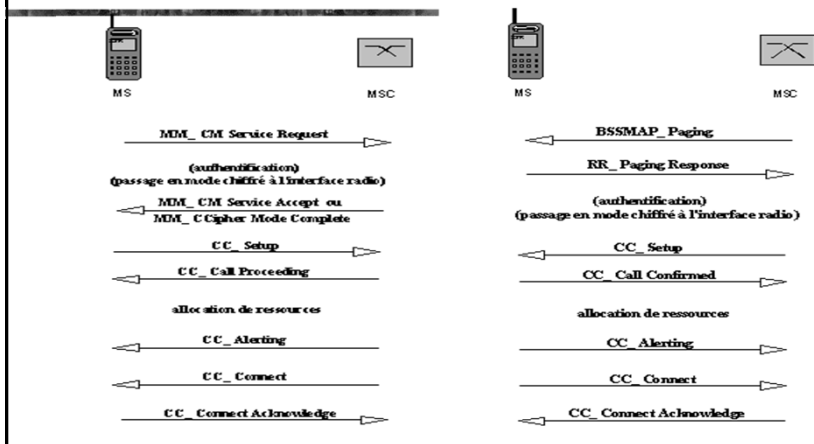 MS
MSC
MM_ CM Service Request
(authentification)
(passage en mode chiffré à l'interface radio)
MM_ CM Service Accept ou
MM_ CCipher Mode Complete
CC_ Setup
CC_ Call Proceeding
allocation de ressources
CC_ Alerting
CC_ Connect
CC_ Connect Acknowledge
MS
MSC
BSSMAP_ Paging
RR_ Paging Response
(authentification)
(passage en mode chiffré à l'interface radio)
CC_ Setup
CC_ Call Confirmed
allocation de ressources
CC_ Alerting
CC_ Connect
CC_ Connect Acknowledge